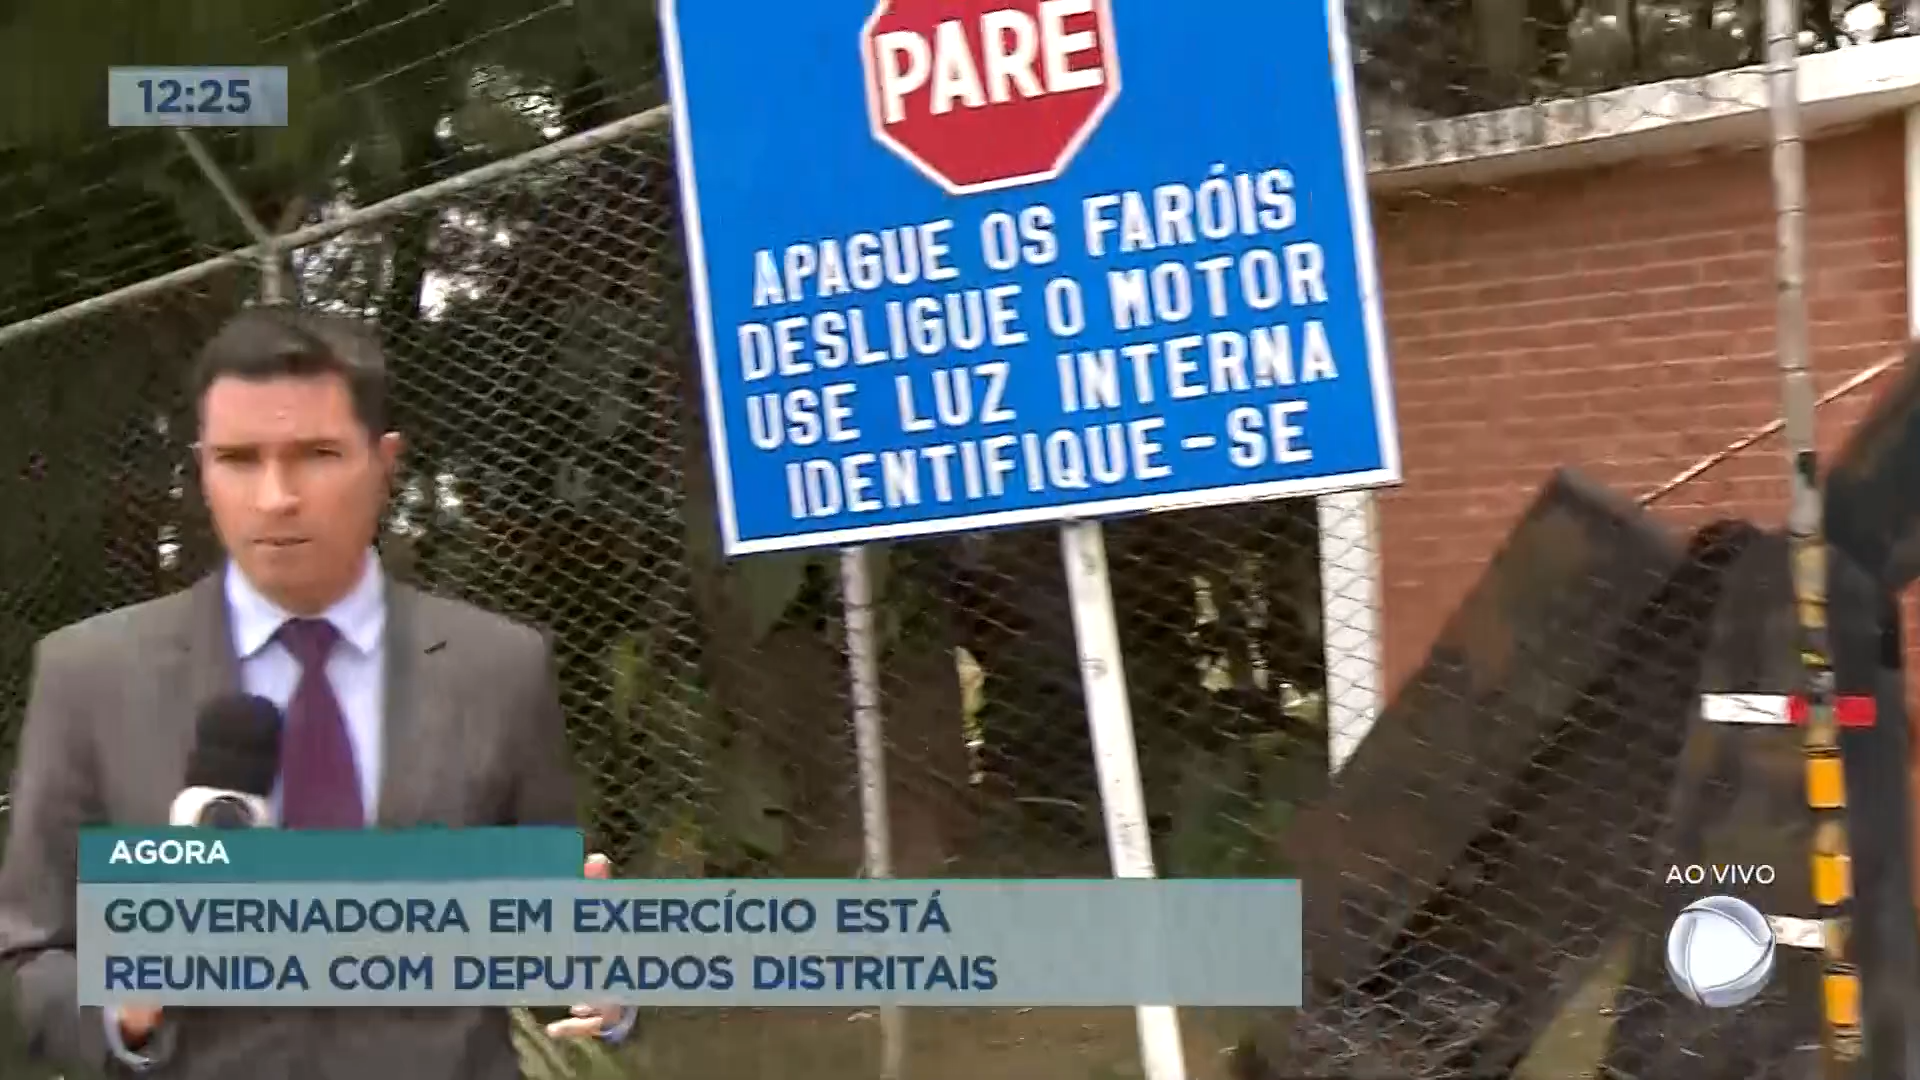 12:25
PARE
APAGUE OS FARÓIS
DESLIGUE O MOTOR
USE LUZ INTERNA
IDENTIFIQUE-SE
AGORA
GOVERNADORA EM EXERCÍCIO ESTÁ
REUNIDA COM DEPUTADOS DISTRITAIS
AO VIVO